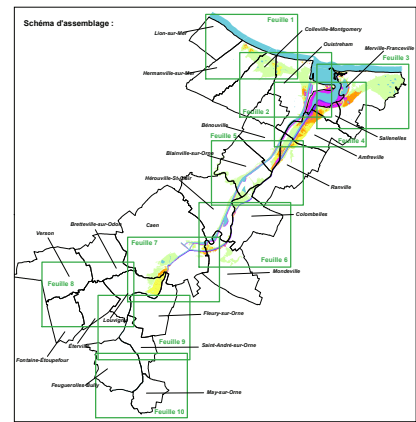 Schéma d'assemblage :
Feuille 1
Lion-sur-Mer
Colleville-Montgomery
Ouistreham
Merville-Franceville
Feuille 3
Hermanville-sur-Mer
Feuille 2
Feuille 4
Sallenelles
Bénouville
Feuille 5
Amfreville
Blainville-sur-Orne
Ranville
Hérouville-St-Clair
Colombelles
Caen
Bretteville-sur-Odon
Verson
Feuille 7
Feuille 6
Mondeville
Feuille 8
Louvigny
Fleury-sur-Orne
Eterville
Feuille 9
Saint-André-sur-Orne
Fontaine-Etoupefour
Feuguerolles-Bully
May-sur-Orne
Feuille 10